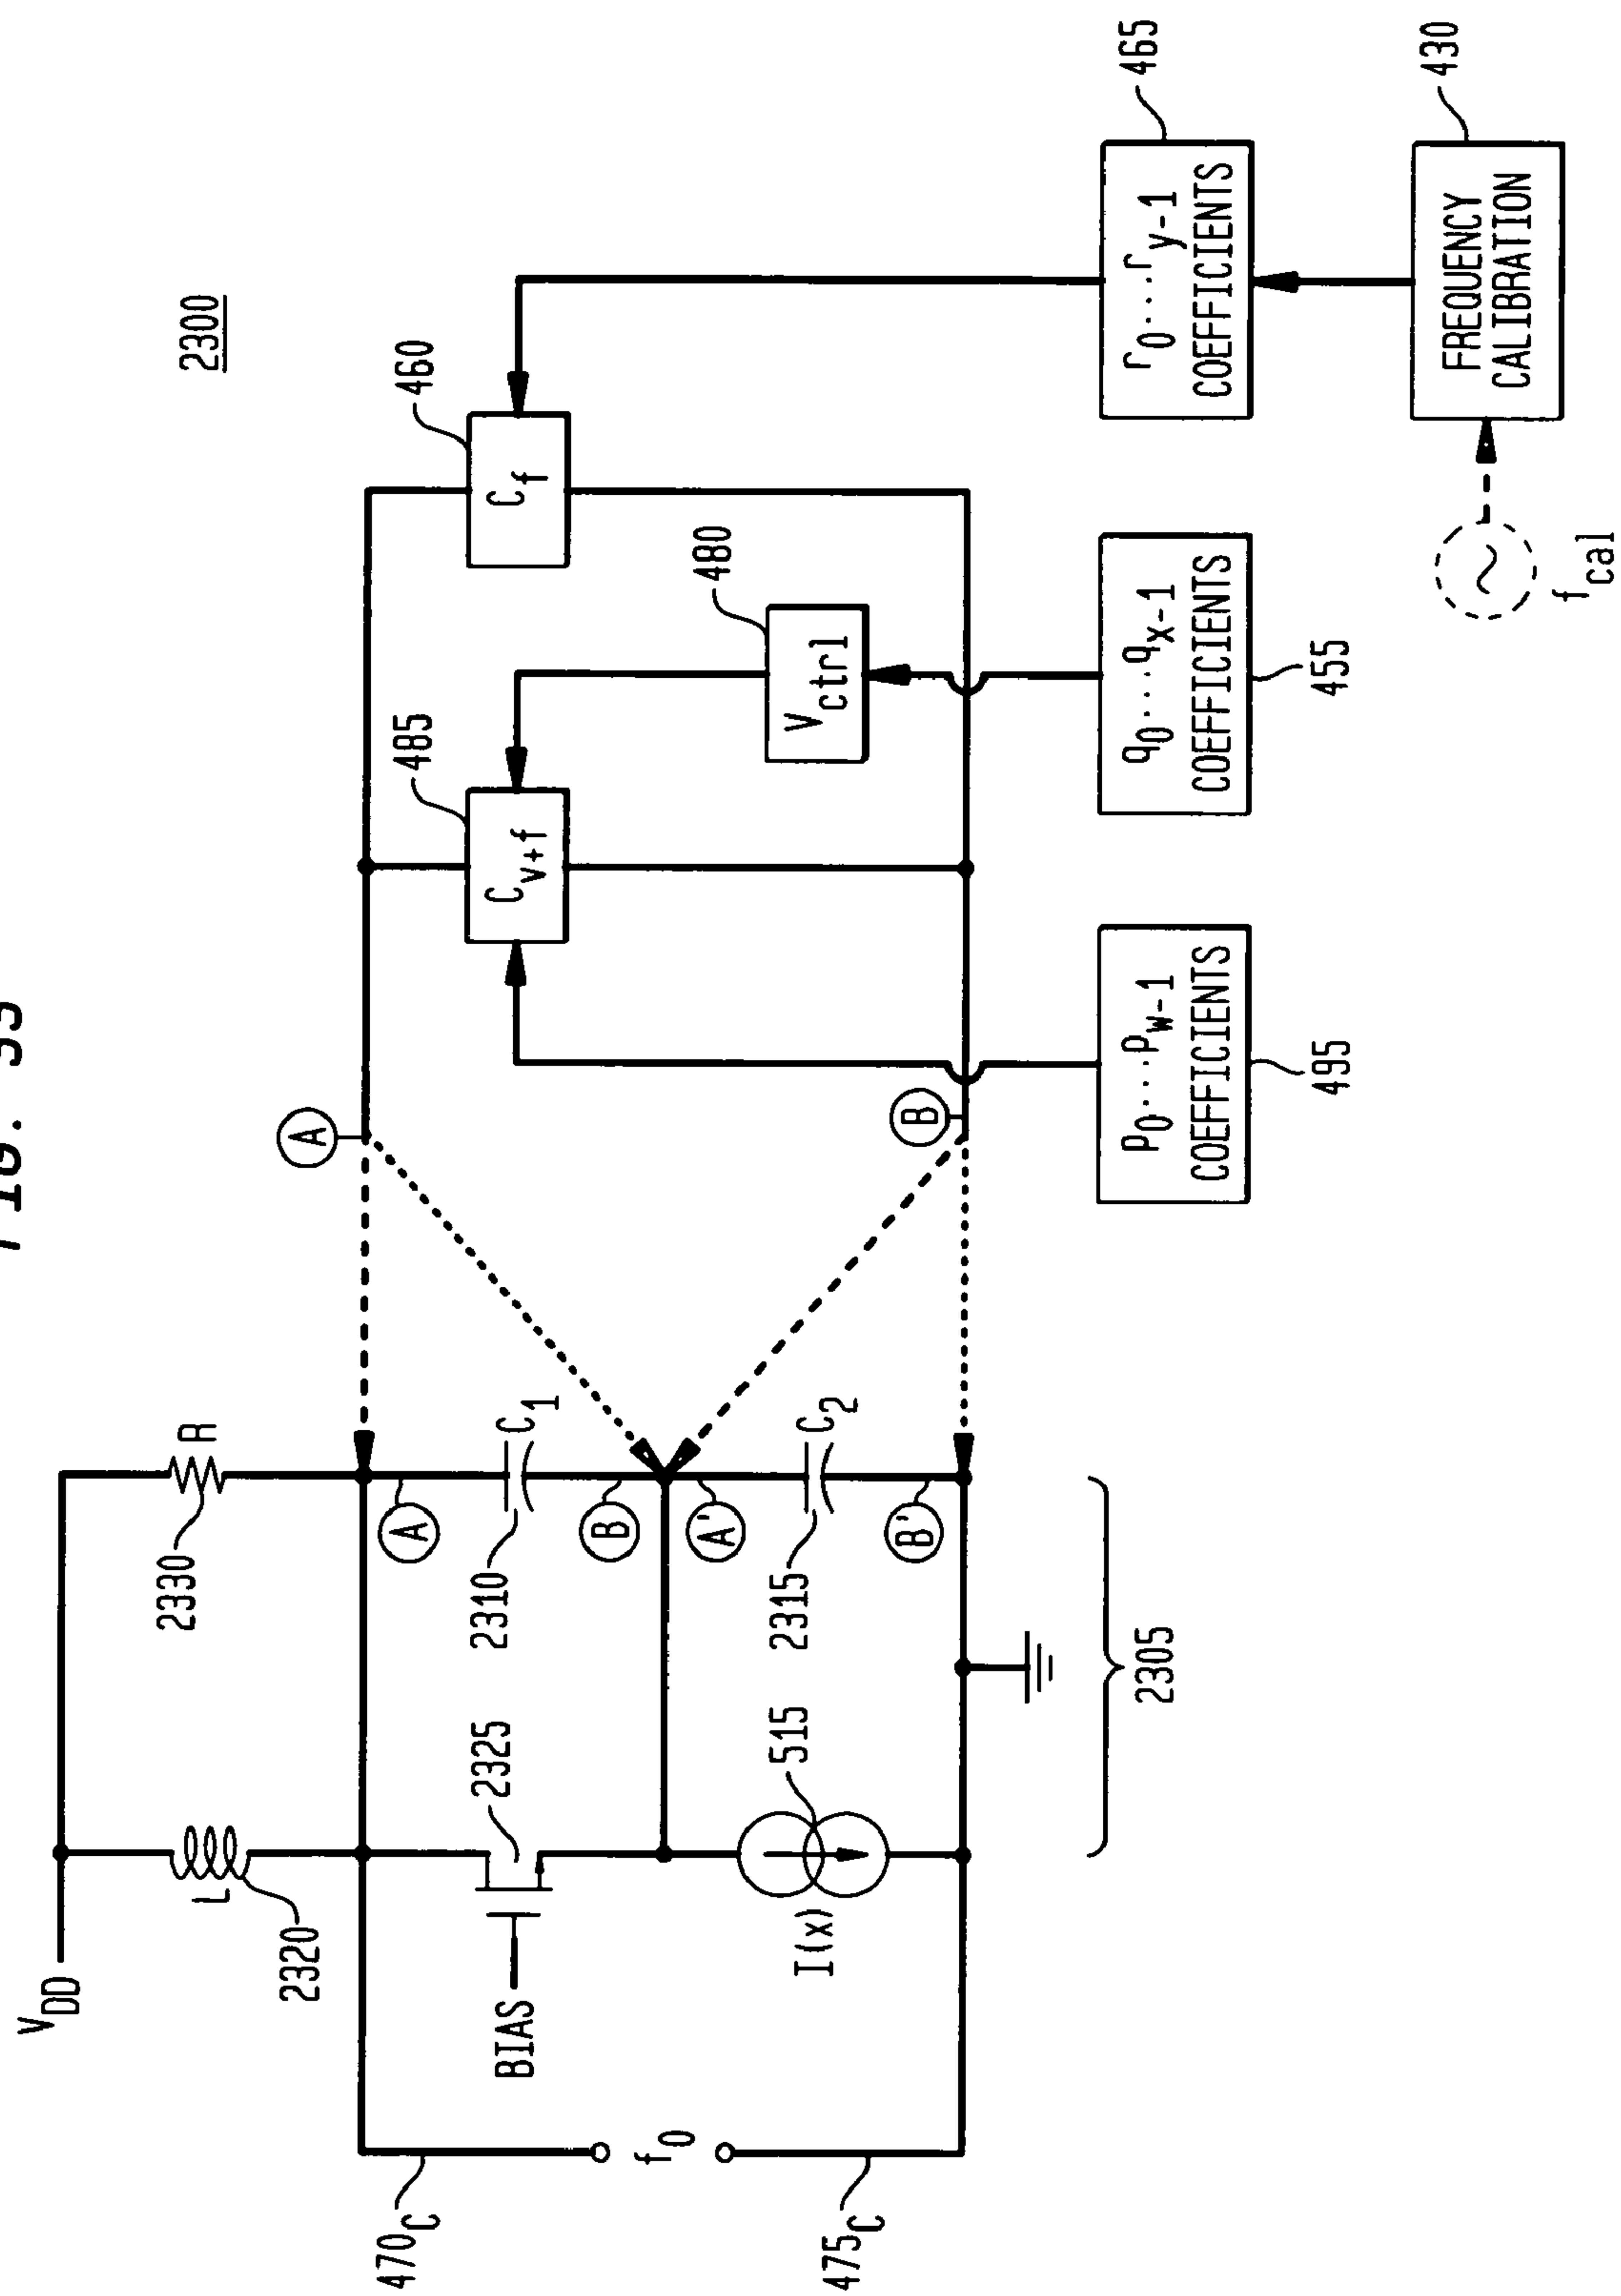 2300
V_DD
L
2320
2330
R
470_C
f_0
475_C
BIAS
2325
I(x)
515
2310
C_1
2315
C_2
A
B
A'
B'
2305
A
B
485
C_v+f
480
V_ctrl
460
C_f
p_0...p_w-1
COEFFICIENTS
495
q_0...q_x-1
COEFFICIENTS
455
r_0...r_y-1
COEFFICIENTS
465
FREQUENCY
CALIBRATION
430
~
f_cal